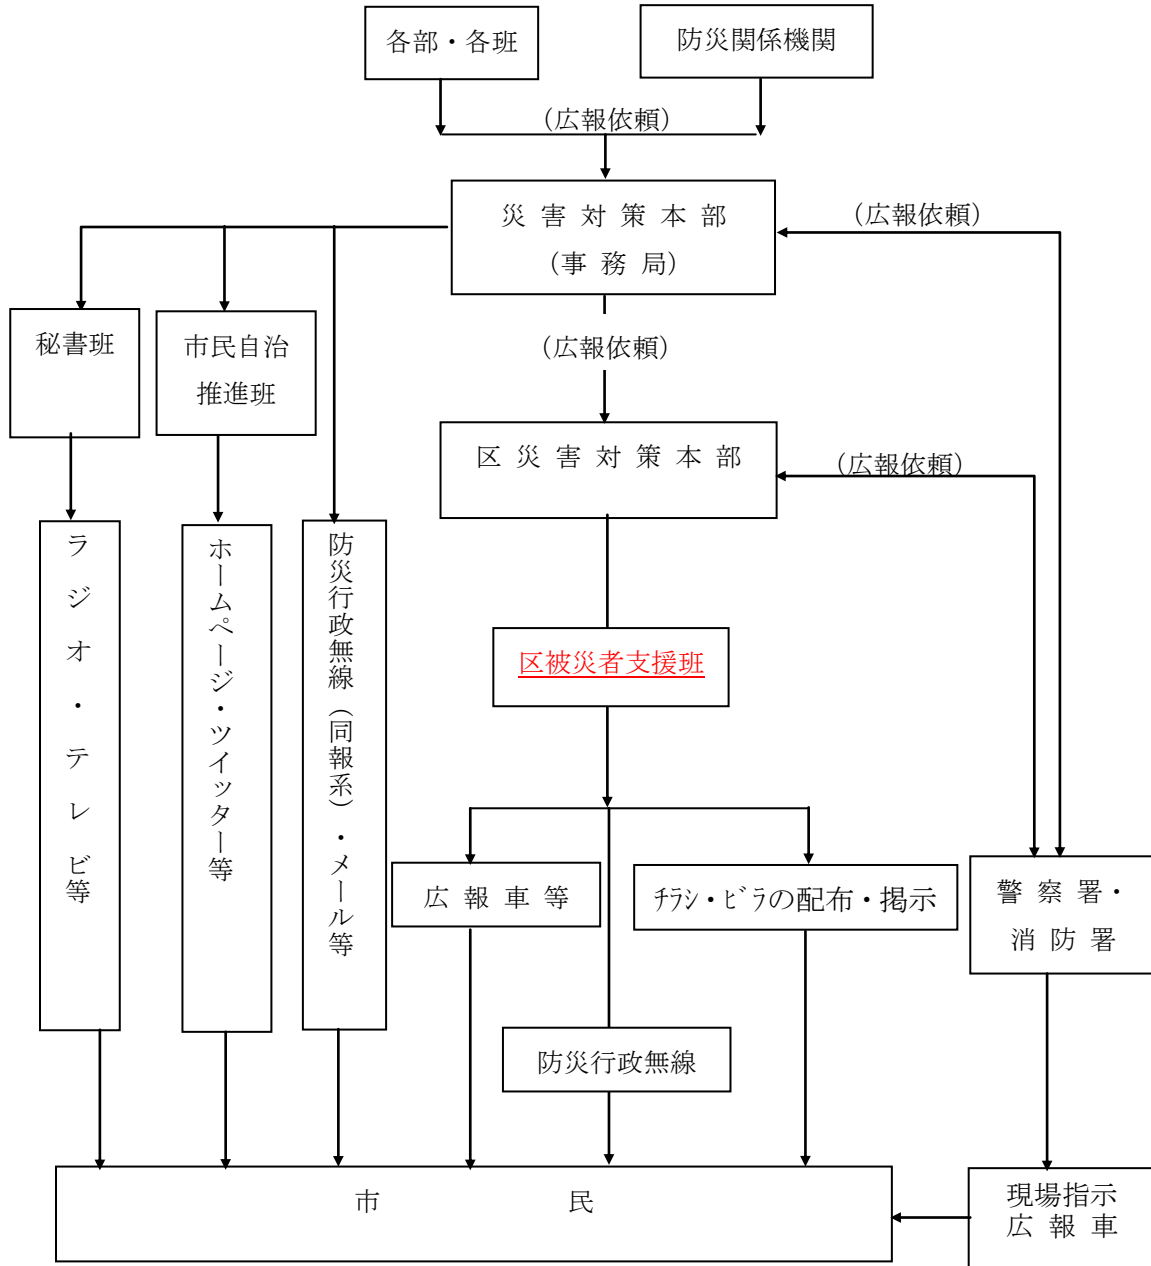 各部・各班
防災関係機関
(広報依頼)
災害対策本部
(事務局)
(広報依頼)
秘書班
市民自治
推進班
(広報依頼)
区災害対策本部
(広報依頼)
ラジオ・テレビ等
ホームページ・ツイッター等
防災行政無線(同報系)・メール等
区被災者支援班
広報車等
チラシ・ビラの配布・掲示
警察署・
消防署
防災行政無線
市民
現場指示
広報車